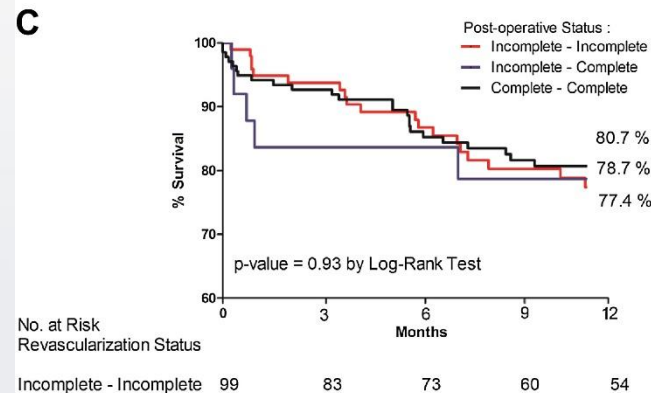 C
Post-operative Status :
Incomplete - Incomplete
Incomplete - Complete
Complete - Complete
100
90
80
70
60
% Survival
80.7 %
78.7 %
77.4 %
p-value = 0.93 by Log-Rank Test
0 3 6 9 12
Months
No. at Risk
Revascularization Status
Incomplete - Incomplete 99 83 73 60 54